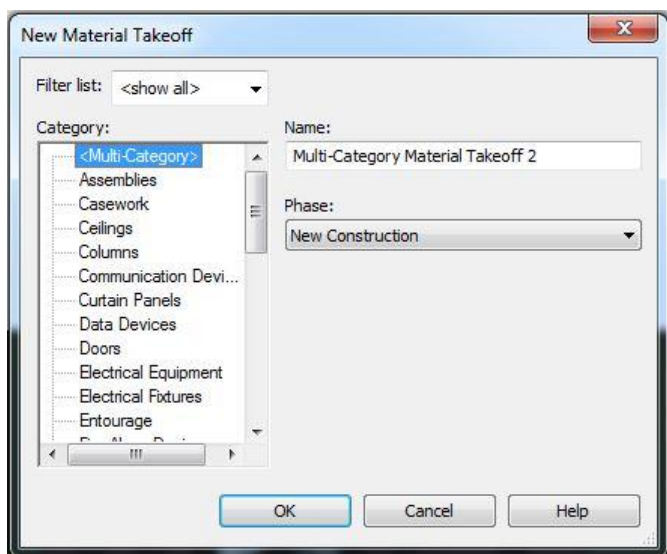 New Material Takeoff
Filter list: <show all>
Category:
<Multi-Category>
Assemblies
Casework
Ceilings
Columns
Communication Devi...
Curtain Panels
Data Devices
Doors
Electrical Equipment
Electrical Fixtures
Entourage
Name:
Multi-Category Material Takeoff 2
Phase:
New Construction
OK Cancel Help